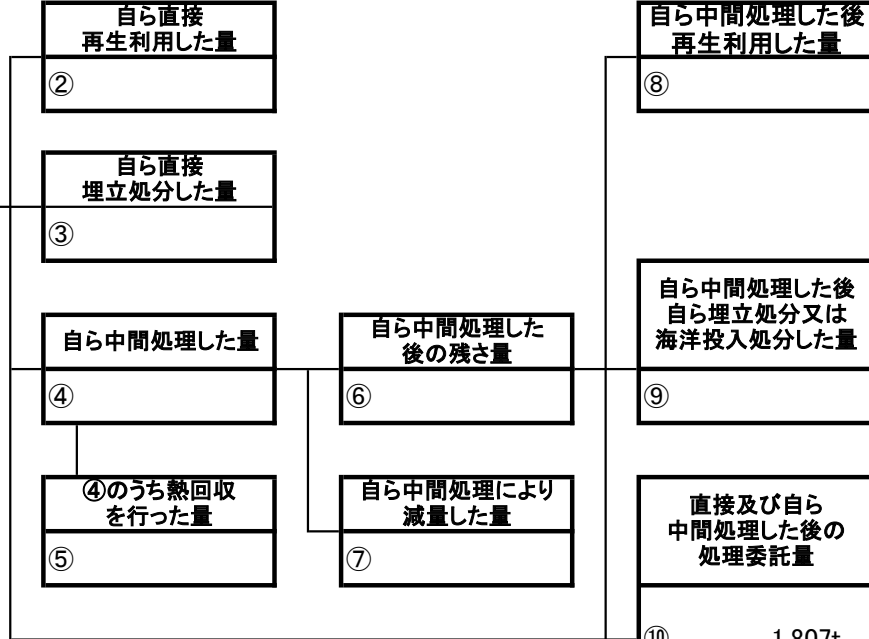 自ら直接
再生利用した量
②
自ら中間処理した後
再生利用した量
⑧
自ら直接
埋立処分した量
③
自ら中間処理した量
④
自ら中間処理した
後の残さ量
⑥
自ら中間処理した後
自ら埋立処分又は
海洋投入処分した量
⑨
④のうち熱回収
を行った量
⑤
自ら中間処理により
減量した量
⑦
直接及び自ら
中間処理した後の
処理委託量
⑩ 1,807t